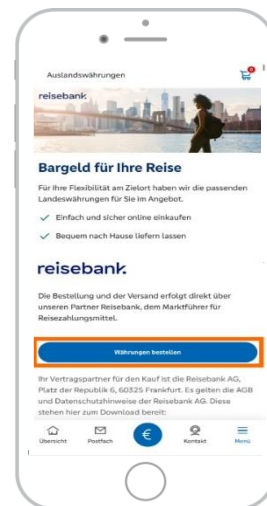 Auslandswährungen
0
reisebank
Bargeld für Ihre Reise
Für Ihre Flexibilität am Zielort haben wir die passenden
Landeswährungen für Sie im Angebot.
Einfach und sicher online einkaufen
Bequem nach Hause liefern lassen
reisebank
Die Bestellung und der Versand erfolgt direkt über
unseren Partner Reisebank, dem Marktführer für
Reisezahlungsmittel.
Währungen bestellen
Ihr Vertragspartner für den Kauf ist die Reisebank AG,
Platz der Republik 6, 60325 Frankfurt. Es gelten die AGB
und Datenschutzhinweise der Reisebank AG. Diese
stehen hier zum Download bereit:
€
Übersicht Postfach Kontakt Menü